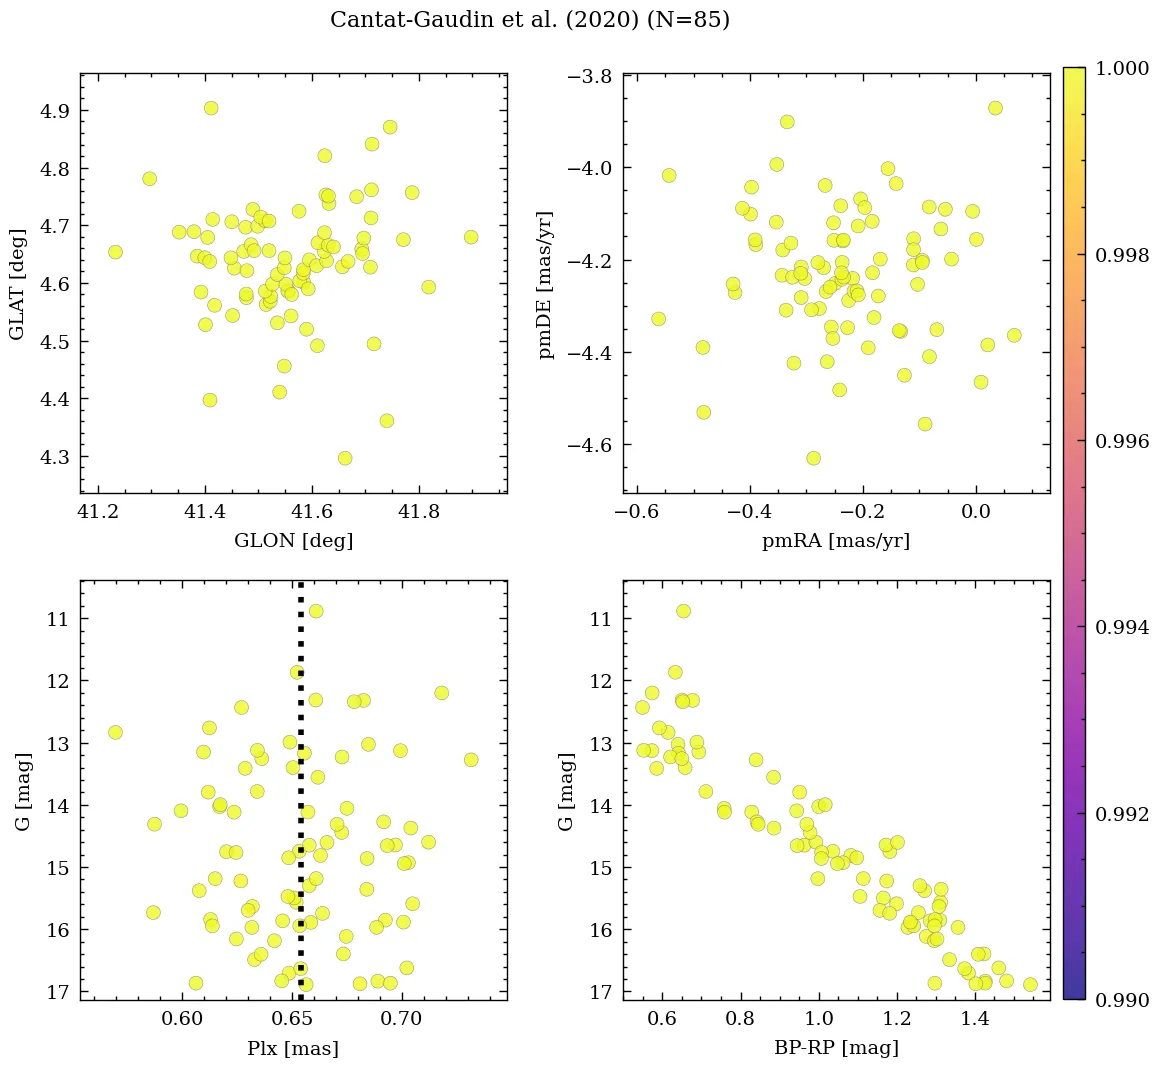 Cantat-Gaudin et al. (2020) (N=85)
4.9
4.8
4.7
4.6
4.5
4.4
4.3
GLAT [deg]
41.2 41.4 41.6 41.8
GLON [deg]
−3.8
−4.0
−4.2
−4.4
−4.6
pmDE [mas/yr]
−0.6 −0.4 −0.2 0.0
pmRA [mas/yr]
11
12
13
14
15
16
17
G [mag]
0.60 0.65 0.70
Plx [mas]
11
12
13
14
15
16
17
G [mag]
0.6 0.8 1.0 1.2 1.4
BP-RP [mag]
1.000
0.998
0.996
0.994
0.992
0.990